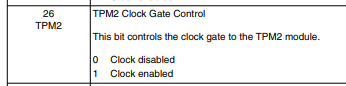 26
TPM2
TPM2 Clock Gate Control
This bit controls the clock gate to the TPM2 module.
0 Clock disabled
1 Clock enabled